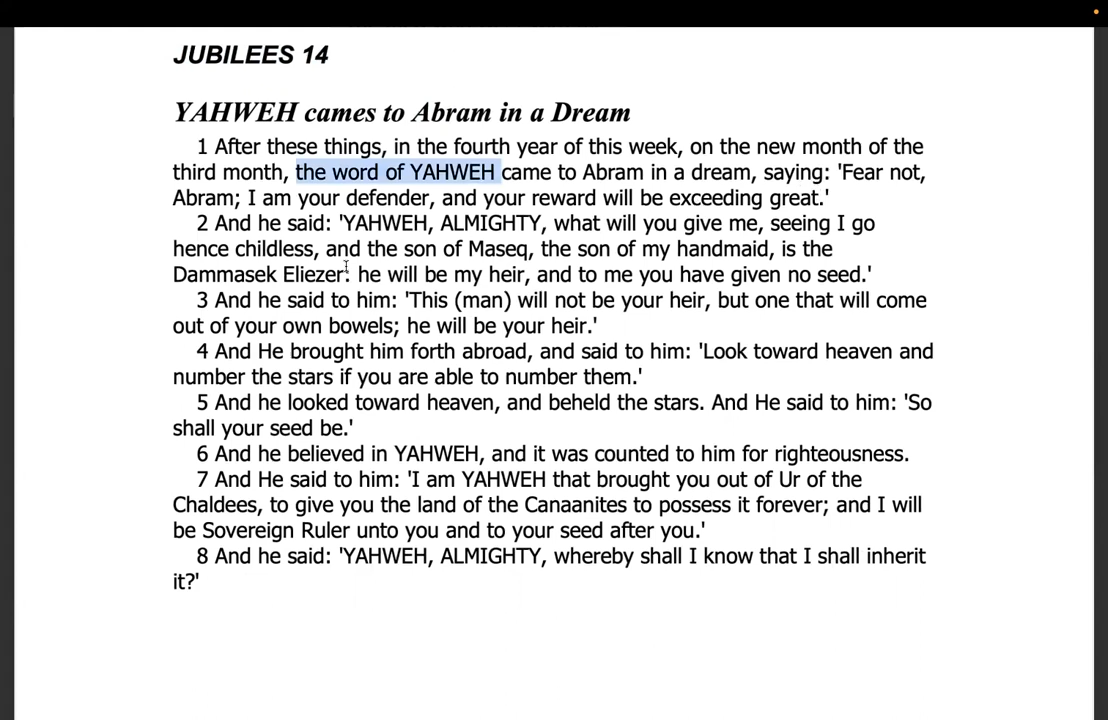 JUBILEES 14
YAHWEH cames to Abram in a Dream
1 After these things, in the fourth year of this week, on the new month of the
third month, the word of YAHWEH came to Abram in a dream, saying: 'Fear not,
Abram; I am your defender, and your reward will be exceeding great.'
2 And he said: 'YAHWEH, ALMIGHTY, what will you give me, seeing I go
hence childless, and the son of Maseq, the son of my handmaid, is the
Dammasek Eliezer: he will be my heir, and to me you have given no seed.'
3 And he said to him: 'This (man) will not be your heir, but one that will come
out of your own bowels; he will be your heir.'
4 And He brought him forth abroad, and said to him: 'Look toward heaven and
number the stars if you are able to number them.'
5 And he looked toward heaven, and beheld the stars. And He said to him: 'So
shall your seed be.'
6 And he believed in YAHWEH, and it was counted to him for righteousness.
7 And He said to him: 'I am YAHWEH that brought you out of Ur of the
Chaldees, to give you the land of the Canaanites to possess it forever; and I will
be Sovereign Ruler unto you and to your seed after you.'
8 And he said: 'YAHWEH, ALMIGHTY, whereby shall I know that I shall inherit
it?'